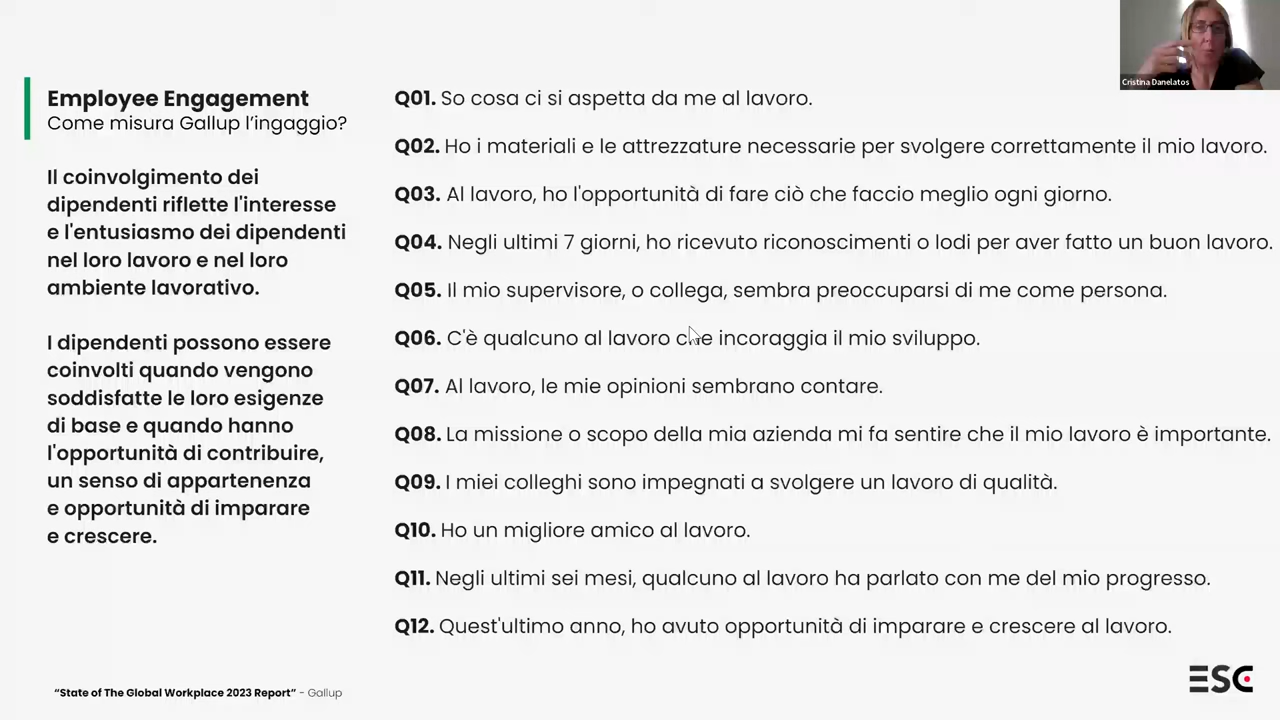 Cristina Danelatos
Employee Engagement
Come misura Gallup l'ingaggio?
Il coinvolgimento dei
dipendenti riflette l'interesse
e l'entusiasmo dei dipendenti
nel loro lavoro e nel loro
ambiente lavorativo.
I dipendenti possono essere
coinvolti quando vengono
soddisfatte le loro esigenze
di base e quando hanno
l'opportunità di contribuire,
un senso di appartenenza
e opportunità di imparare
e crescere.
Q01. So cosa ci si aspetta da me al lavoro.
Q02. Ho i materiali e le attrezzature necessarie per svolgere correttamente il mio lavoro.
Q03. Al lavoro, ho l'opportunità di fare ciò che faccio meglio ogni giorno.
Q04. Negli ultimi 7 giorni, ho ricevuto riconoscimenti o lodi per aver fatto un buon lavoro.
Q05. Il mio supervisore, o collega, sembra preoccuparsi di me come persona.
Q06. C'è qualcuno al lavoro che incoraggia il mio sviluppo.
Q07. Al lavoro, le mie opinioni sembrano contare.
Q08. La missione o scopo della mia azienda mi fa sentire che il mio lavoro è importante.
Q09. I miei colleghi sono impegnati a svolgere un lavoro di qualità.
Q10. Ho un migliore amico al lavoro.
Q11. Negli ultimi sei mesi, qualcuno al lavoro ha parlato con me del mio progresso.
Q12. Quest'ultimo anno, ho avuto opportunità di imparare e crescere al lavoro.
"State of The Global Workplace 2023 Report" - Gallup
ESC